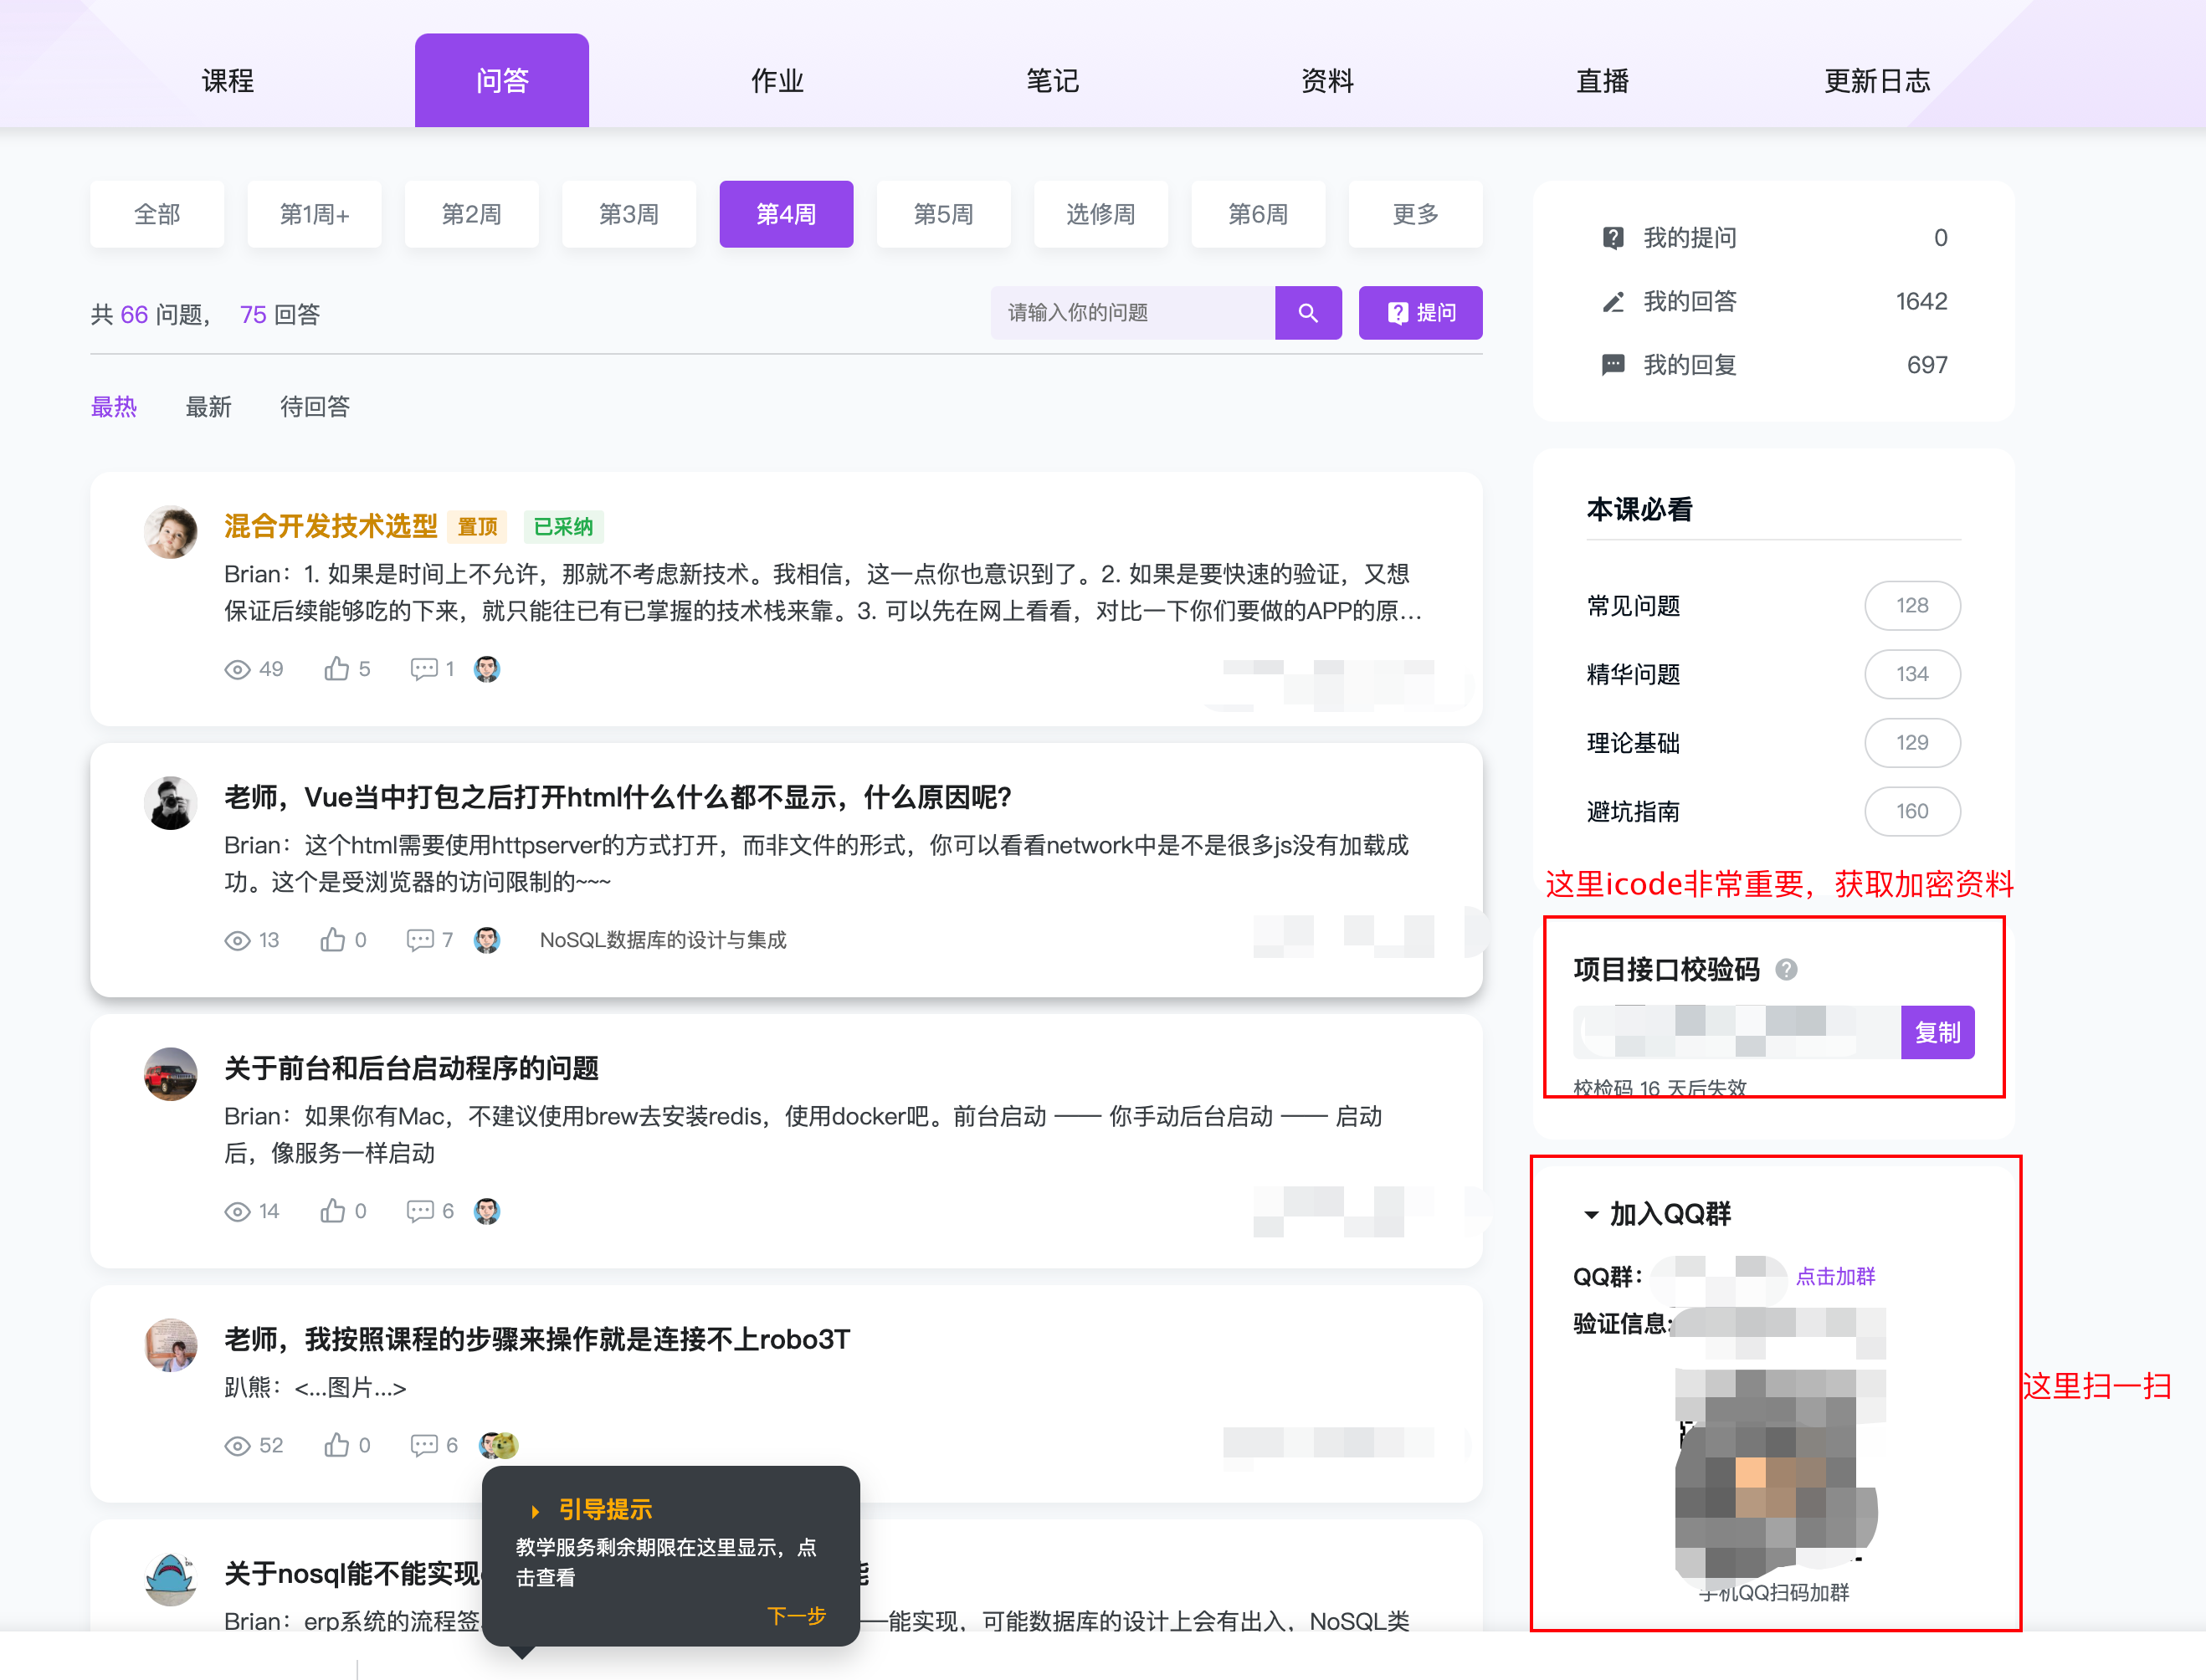 课程
问答
作业
笔记
资料
直播
更新日志
全部
第1周+
第2周
第3周
第4周
第5周
选修周
第6周
更多
共 66 问题， 75 回答
请输入你的问题
提问
最热
最新
待回答
混合开发技术选型 置顶 已采纳
Brian：1. 如果是时间上不允许，那就不考虑新技术。我相信，这一点你也意识到了。2. 如果是要快速的验证，又想
保证后续能够吃的下来，就只能往已有已掌握的技术栈来靠。3. 可以先在网上看看，对比一下你们要做的APP的原…
49 5 1
老师，Vue当中打包之后打开html什么什么都不显示，什么原因呢?
Brian：这个html需要使用httpserver的方式打开，而非文件的形式，你可以看看network中是不是很多js没有加载成
功。这个是受浏览器的访问限制的~~~
13 0 7 NoSQL数据库的设计与集成
关于前台和后台启动程序的问题
Brian：如果你有Mac，不建议使用brew去安装redis，使用docker吧。前台启动 —— 你手动后台启动 —— 启动
后，像服务一样启动
14 0 6
老师，我按照课程的步骤来操作就是连接不上robo3T
趴熊：<...图片...>
52 0 6
关于nosql能不能实现
Brian：erp系统的流程签 —能实现，可能数据库的设计上会有出入，NoSQL类
引导提示
教学服务剩余期限在这里显示，点
击查看
下一步
我的提问 0
我的回答 1642
我的回复 697
本课必看
常见问题 128
精华问题 134
理论基础 129
避坑指南 160
这里icode非常重要，获取加密资料
项目接口校验码 ?
复制
校检码 16 天后失效
加入QQ群
QQ群： 点击加群
验证信息:
这里扫一扫
手机QQ扫码加群